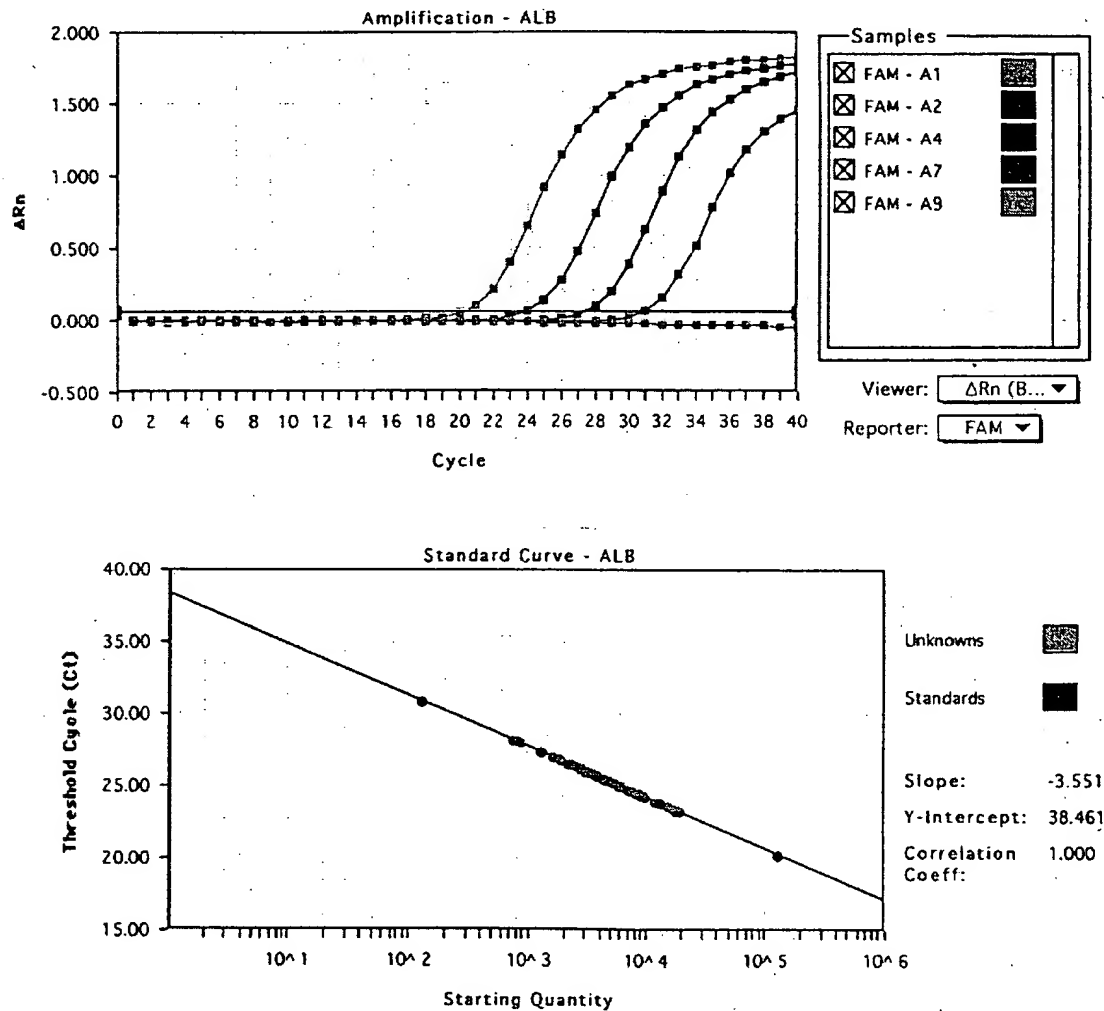 Amplification - ALB
2.000
1.500
1.000
0.500
0.000
-0.500
ΔRn
0 2 4 6 8 10 12 14 16 18 20 22 24 26 28 30 32 34 36 38 40
Cycle
Samples
FAM - A1
FAM - A2
FAM - A4
FAM - A7
FAM - A9
Viewer: ΔRn (B... ▼
Reporter: FAM ▼
Standard Curve - ALB
40.00
35.00
30.00
25.00
20.00
15.00
Threshold Cycle (Ct)
10^1 10^2 10^3 10^4 10^5 10^6
Starting Quantity
Unknowns
Standards
Slope: -3.551
Y-Intercept: 38.461
Correlation 1.000
Coeff: